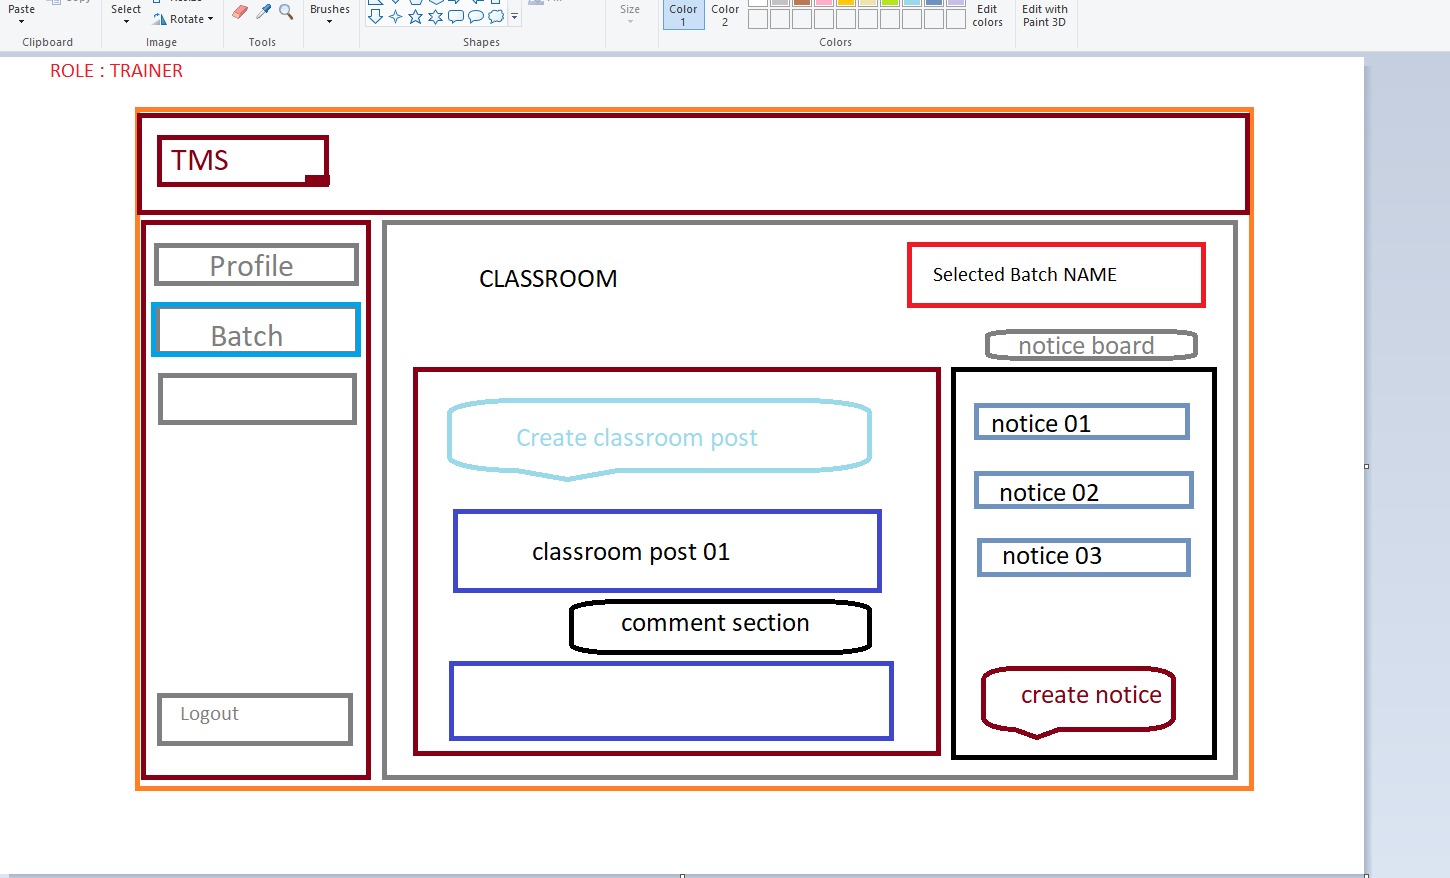 Paste
Select
Rotate
Brushes
Size
Color 1
Color 2
Edit colors
Edit with Paint 3D
Clipboard
Image
Tools
Shapes
Colors
ROLE : TRAINER
TMS
Profile
Batch
Logout
CLASSROOM
Selected Batch NAME
notice board
Create classroom post
classroom post 01
comment section
notice 01
notice 02
notice 03
create notice